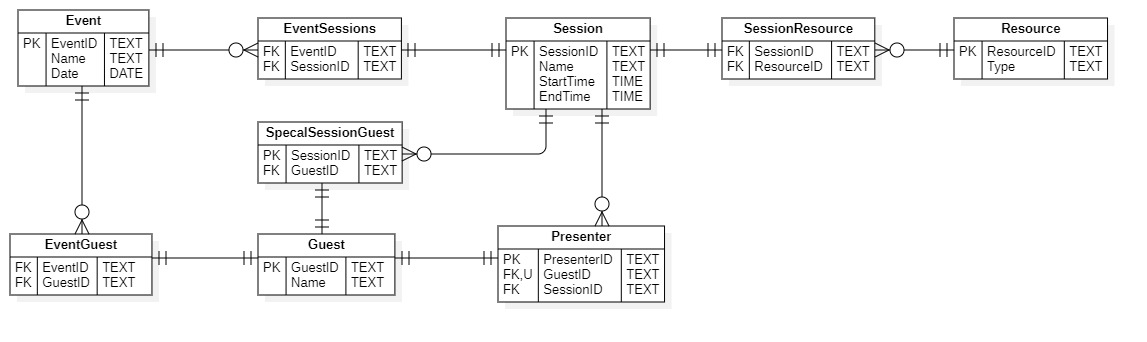 Event
PK EventID TEXT
Name TEXT
Date DATE
EventSessions
FK EventID TEXT
FK SessionID TEXT
Session
PK SessionID TEXT
Name TEXT
StartTime TIME
EndTime TIME
SessionResource
FK SessionID TEXT
FK ResourceID TEXT
Resource
PK ResourceID TEXT
Type TEXT
SpecalSessionGuest
PK SessionID TEXT
FK GuestID TEXT
EventGuest
FK EventID TEXT
FK GuestID TEXT
Guest
PK GuestID TEXT
Name TEXT
Presenter
PK PresenterID TEXT
FK,U GuestID TEXT
FK SessionID TEXT